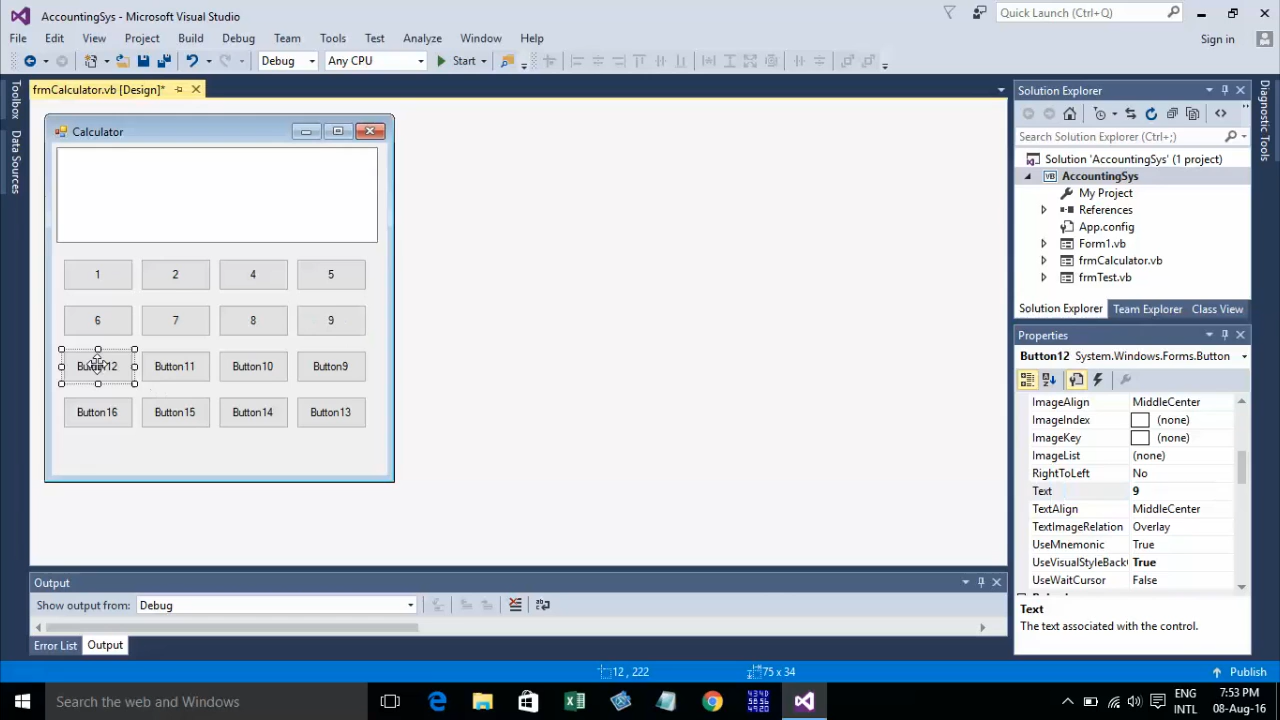 AccountingSys - Microsoft Visual Studio
Quick Launch (Ctrl+Q)
File Edit View Project Build Debug Team Tools Test Analyze Window Help
Sign in
Debug Any CPU Start
Toolbox
Data Sources
frmCalculator.vb [Design]*
Calculator
1 2 4 5
6 7 8 9
Button12 Button11 Button10 Button9
Button16 Button15 Button14 Button13
Solution Explorer
Search Solution Explorer (Ctrl+;)
Solution 'AccountingSys' (1 project)
VB AccountingSys
My Project
References
App.config
Form1.vb
frmCalculator.vb
frmTest.vb
Solution Explorer Team Explorer Class View
Diagnostic Tools
Properties
Button12 System.Windows.Forms.Button
ImageAlign MiddleCenter
ImageIndex (none)
ImageKey (none)
ImageList (none)
RightToLeft No
Text 9
TextAlign MiddleCenter
TextImageRelation Overlay
UseMnemonic True
UseVisualStyleBack True
UseWaitCursor False
Text
The text associated with the control.
Output
Show output from: Debug
Error List Output
12 , 222 75 x 34 Publish
Search the web and Windows
ENG
INTL
7:53 PM
08-Aug-16